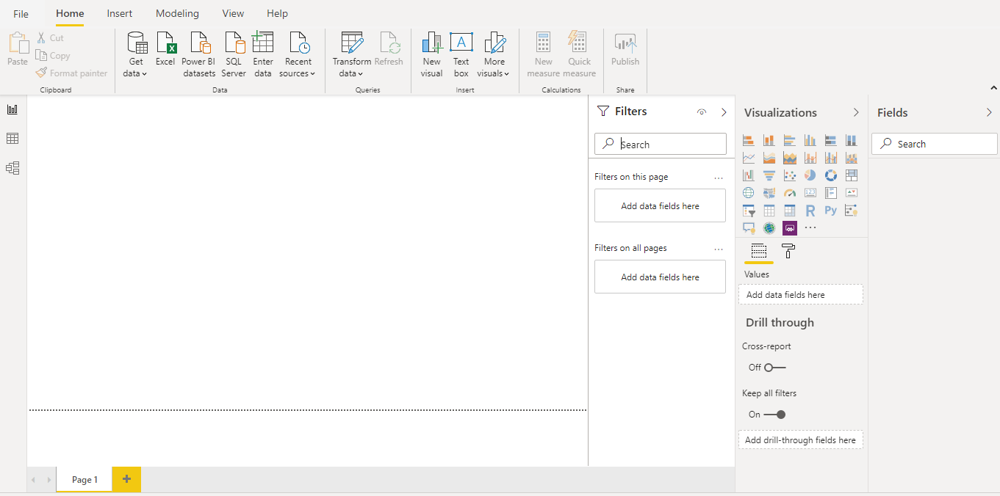 File Home Insert Modeling View Help
Paste
Cut
Copy
Format painter
Clipboard
Get data
Excel
Power BI datasets
SQL Server
Enter data
Recent sources
Data
Transform data
Refresh
Queries
New visual
Text box
More visuals
Insert
New measure
Quick measure
Calculations
Publish
Share
Filters
Search
Filters on this page ...
Add data fields here
Filters on all pages ...
Add data fields here
Visualizations
123
R
Py
...
Values
Add data fields here
Drill through
Cross-report
Off
Keep all filters
On
Add drill-through fields here
Fields
Search
Page 1
+